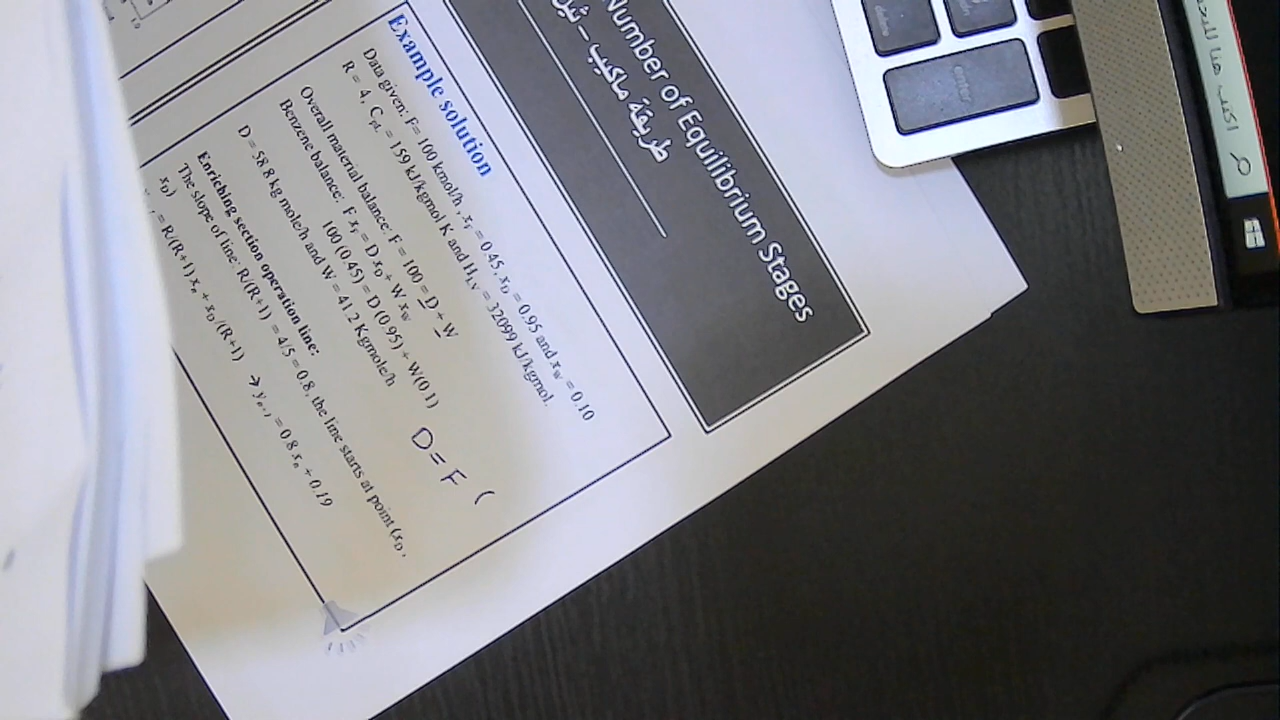 Number of Equilibrium Stages
طريقة ماكيب – ثيل
Example solution
Data given: F= 100 kmol/h , xF = 0.45, xD = 0.95 and xW = 0.10
R = 4, CpL = 159 kJ/kgmol K and HLV = 32099 kJ/kgmol.
Overall material balance: F = 100 = D + W
Benzene balance: F xF = D xD + W xW
100 (0.45) = D (0.95) + W(0.1)
D = 58.8 kg mole/h and W = 41.2 Kgmole/h
D = F (
Enriching section operation line:
The slope of line: R/(R+1) = 4/5 = 0.8, the line starts at point (xD ,
xD)
= R/(R+1) xn + xD /(R+1) → yn+1 = 0.8 xn + 0.19
اكتب هنا للبحث